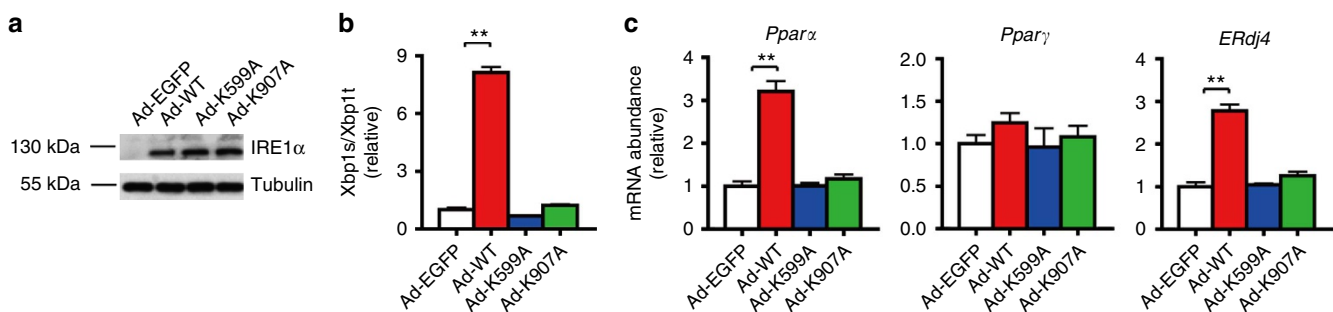 a
Ad-EGFP
Ad-WT
Ad-K599A
Ad-K907A
130 kDa
IRE1α
55 kDa
Tubulin
b
Xbp1s/Xbp1t
(relative)
9
6
3
0
**
Ad-EGFP
Ad-WT
Ad-K599A
Ad-K907A
c
mRNA abundance
(relative)
Pparα
4
3
2
1
0
**
Ad-EGFP
Ad-WT
Ad-K599A
Ad-K907A
Pparγ
2.0
1.5
1.0
0.5
0.0
Ad-EGFP
Ad-WT
Ad-K599A
Ad-K907A
ERdj4
4
3
2
1
0
**
Ad-EGFP
Ad-WT
Ad-K599A
Ad-K907A